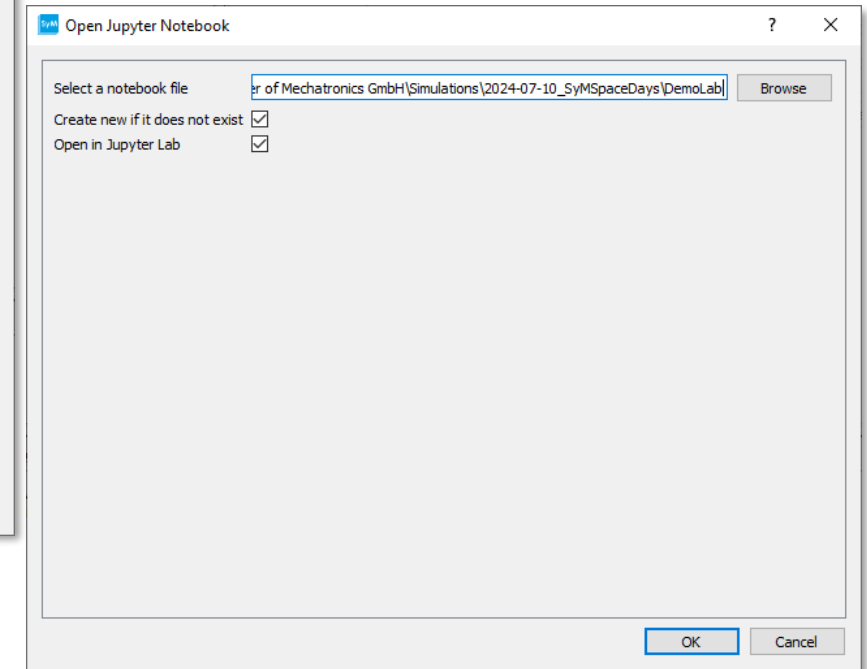 SyM Open Jupyter Notebook ?
Select a notebook file er of Mechatronics GmbH\Simulations\2024-07-10_SyMSpaceDays\DemoLab Browse
Create new if it does not exist
Open in Jupyter Lab
OK Cancel